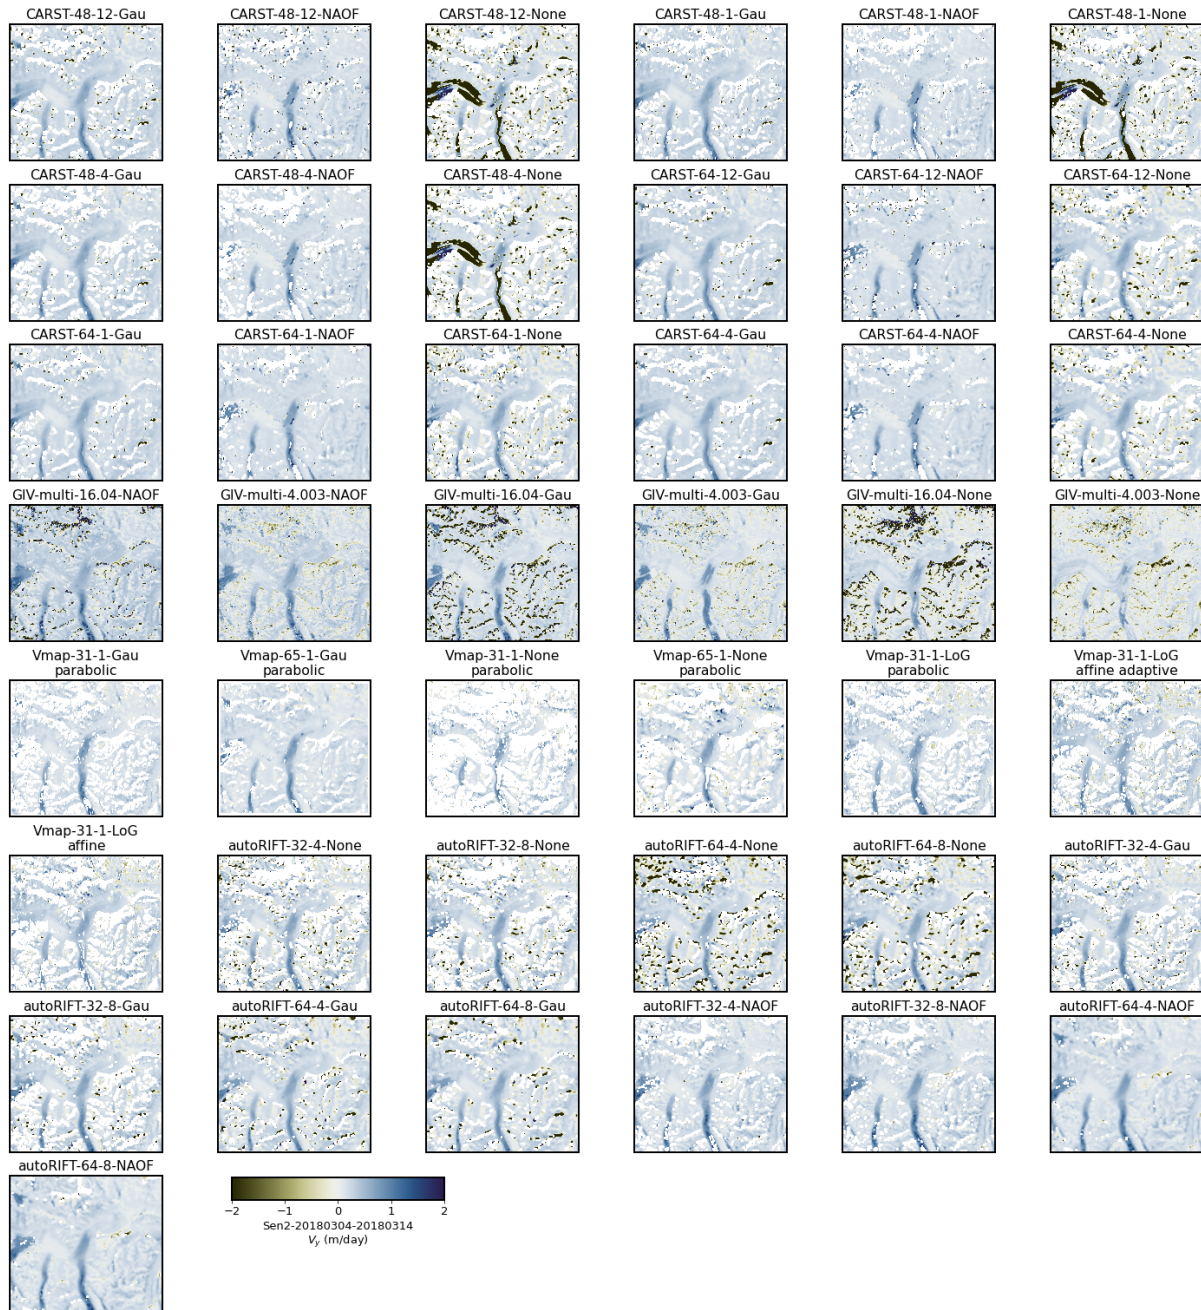 CARST-48-12-Gau
CARST-48-12-NAOF
CARST-48-12-None
CARST-48-1-Gau
CARST-48-1-NAOF
CARST-48-1-None
CARST-48-4-Gau
CARST-48-4-NAOF
CARST-48-4-None
CARST-64-12-Gau
CARST-64-12-NAOF
CARST-64-12-None
CARST-64-1-Gau
CARST-64-1-NAOF
CARST-64-1-None
CARST-64-4-Gau
CARST-64-4-NAOF
CARST-64-4-None
GIV-multi-16.04-NAOF
GIV-multi-4.003-NAOF
GIV-multi-16.04-Gau
GIV-multi-4.003-Gau
GIV-multi-16.04-None
GIV-multi-4.003-None
Vmap-31-1-Gau
parabolic
Vmap-65-1-Gau
parabolic
Vmap-31-1-None
parabolic
Vmap-65-1-None
parabolic
Vmap-31-1-LoG
parabolic
Vmap-31-1-LoG
affine adaptive
Vmap-31-1-LoG
affine
autoRIFT-32-4-None
autoRIFT-32-8-None
autoRIFT-64-4-None
autoRIFT-64-8-None
autoRIFT-32-4-Gau
autoRIFT-32-8-Gau
autoRIFT-64-4-Gau
autoRIFT-64-8-Gau
autoRIFT-32-4-NAOF
autoRIFT-32-8-NAOF
autoRIFT-64-4-NAOF
autoRIFT-64-8-NAOF
−2 −1 0 1 2
Sen2-20180304-20180314
V_y (m/day)